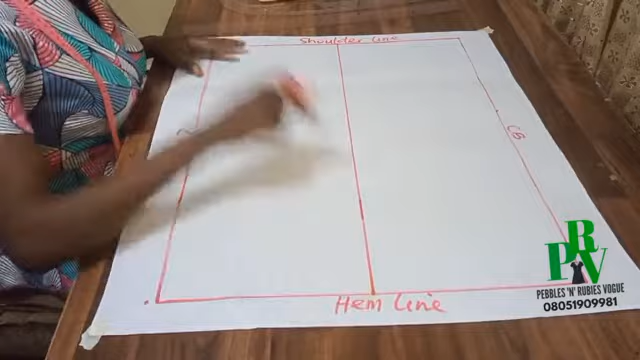 Shoulder Line
CB
Hem Line
PRV
PEBBLES 'N' RUBIES VOGUE
08051909981